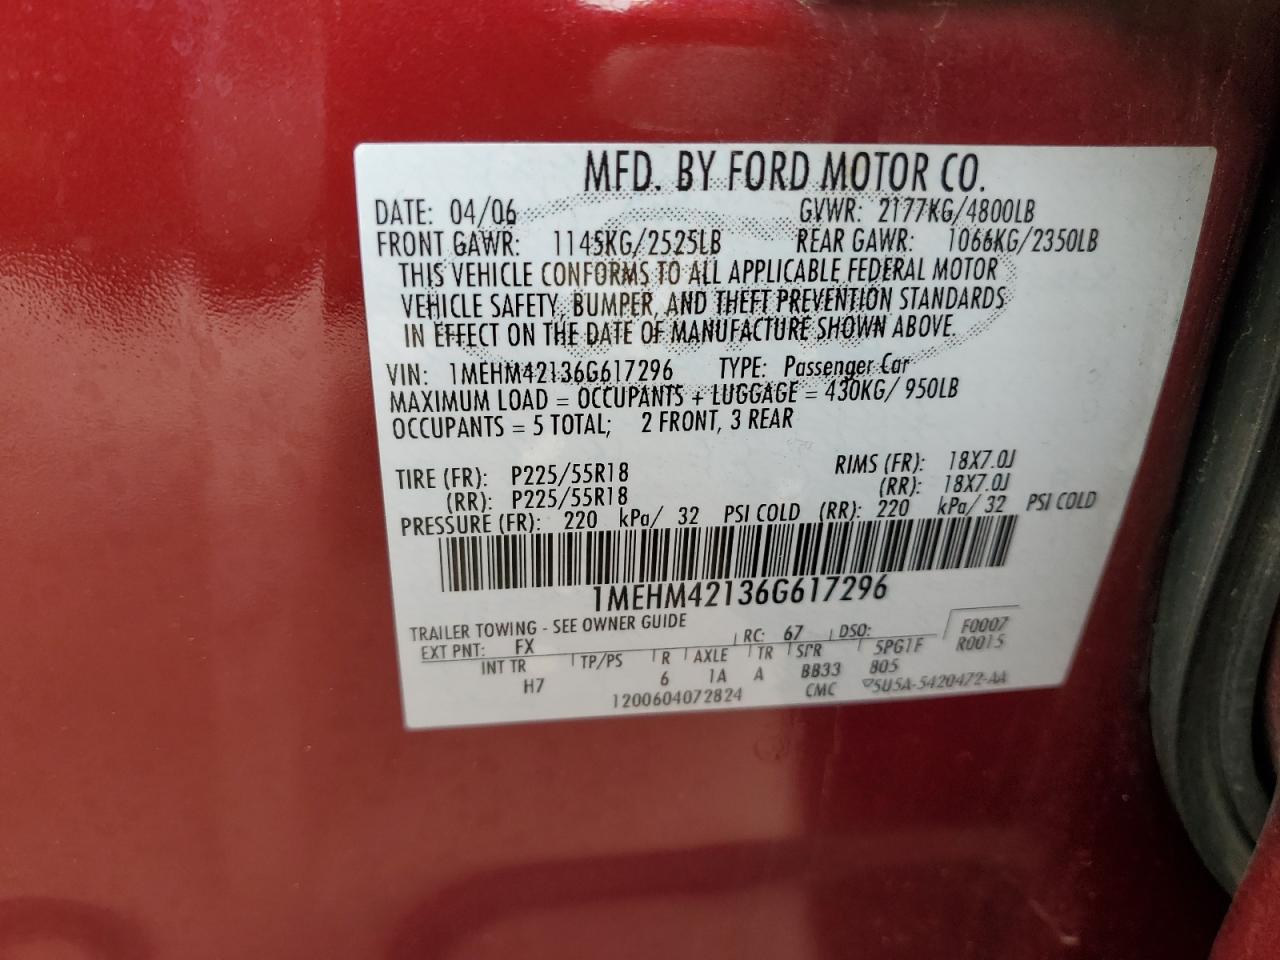 MFD. BY FORD MOTOR CO.
DATE: 04/06 GVWR: 2177KG/4800LB
FRONT GAWR: 1145KG/2525LB REAR GAWR: 1066KG/2350LB
THIS VEHICLE CONFORMS TO ALL APPLICABLE FEDERAL MOTOR
VEHICLE SAFETY, BUMPER, AND THEFT PREVENTION STANDARDS
IN EFFECT ON THE DATE OF MANUFACTURE SHOWN ABOVE.
VIN: 1MEHM42136G617296 TYPE: Passenger Car
MAXIMUM LOAD = OCCUPANTS + LUGGAGE = 430KG/ 950LB
OCCUPANTS = 5 TOTAL; 2 FRONT, 3 REAR
TIRE (FR): P225/55R18 RIMS (FR): 18X7.0J
(RR): P225/55R18 (RR): 18X7.0J
PRESSURE (FR): 220 kPa/ 32 PSI COLD (RR): 220 kPa/ 32 PSI COLD
1MEHM42136G617296
TRAILER TOWING - SEE OWNER GUIDE
EXT PNT: FX RC: 67 DSO: F0007
R0015
INT TR TP/PS R AXLE TR SPR 5PG1F
H7 6 1A A BB33 805
1200604072824 CMC 5U5A-5420472-AA